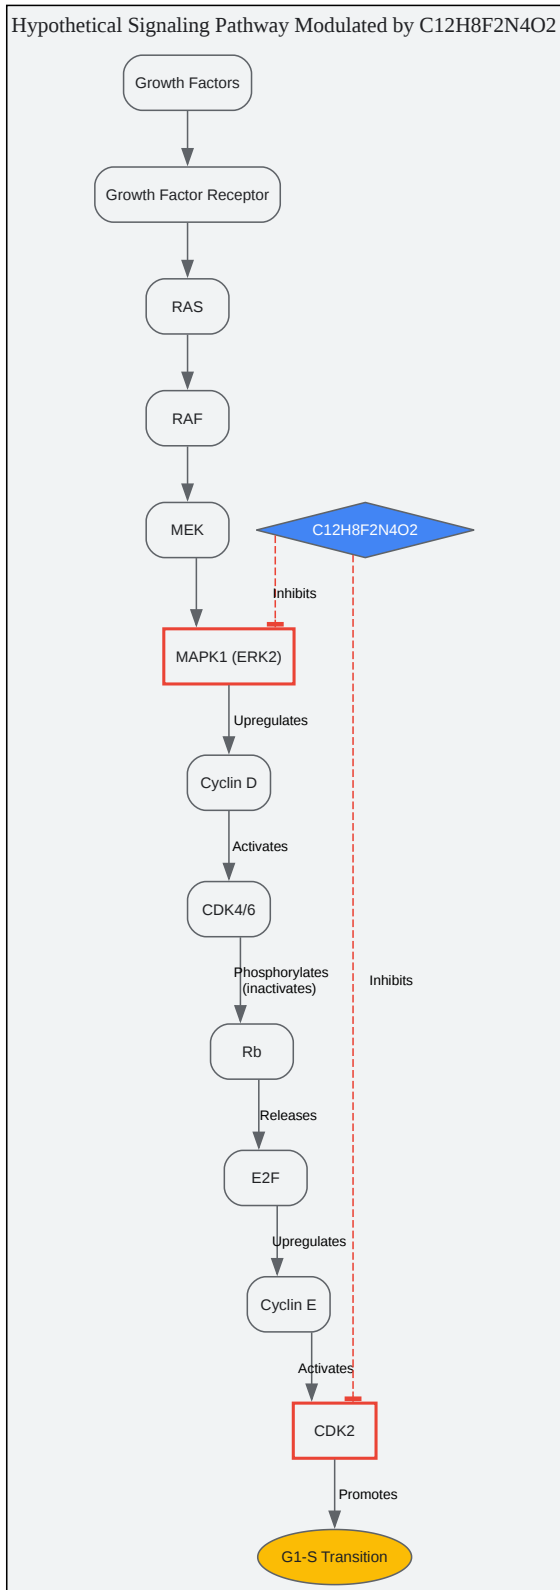 Hypothetical Signaling Pathway Modulated by C12H8F2N4O2
Growth Factors
Growth Factor Receptor
RAS
RAF
MEK
C12H8F2N4O2
Inhibits
MAPK1 (ERK2)
Upregulates
Cyclin D
Activates
CDK4/6
Phosphorylates
(inactivates)
Inhibits
Rb
Releases
E2F
Upregulates
Cyclin E
Activates
CDK2
Promotes
G1-S Transition